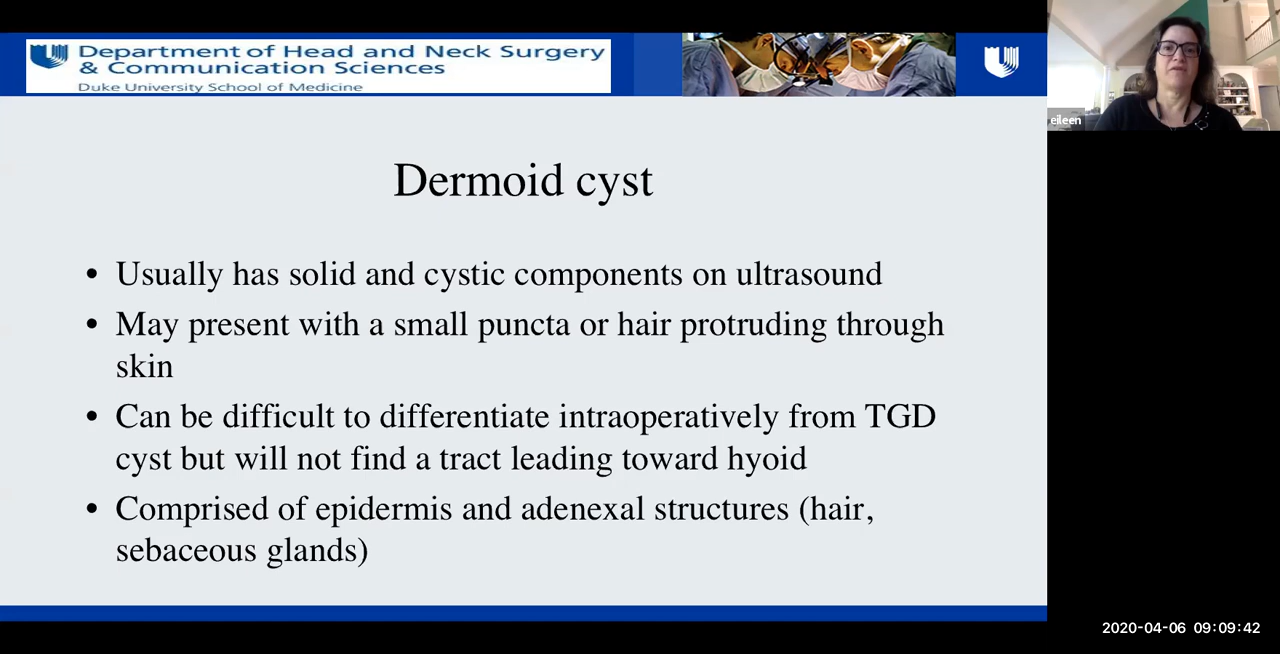 Department of Head and Neck Surgery
& Communication Sciences
Duke University School of Medicine
eileen
Dermoid cyst
• Usually has solid and cystic components on ultrasound
• May present with a small puncta or hair protruding through
skin
• Can be difficult to differentiate intraoperatively from TGD
cyst but will not find a tract leading toward hyoid
• Comprised of epidermis and adenexal structures (hair,
sebaceous glands)
2020-04-06 09:09:42